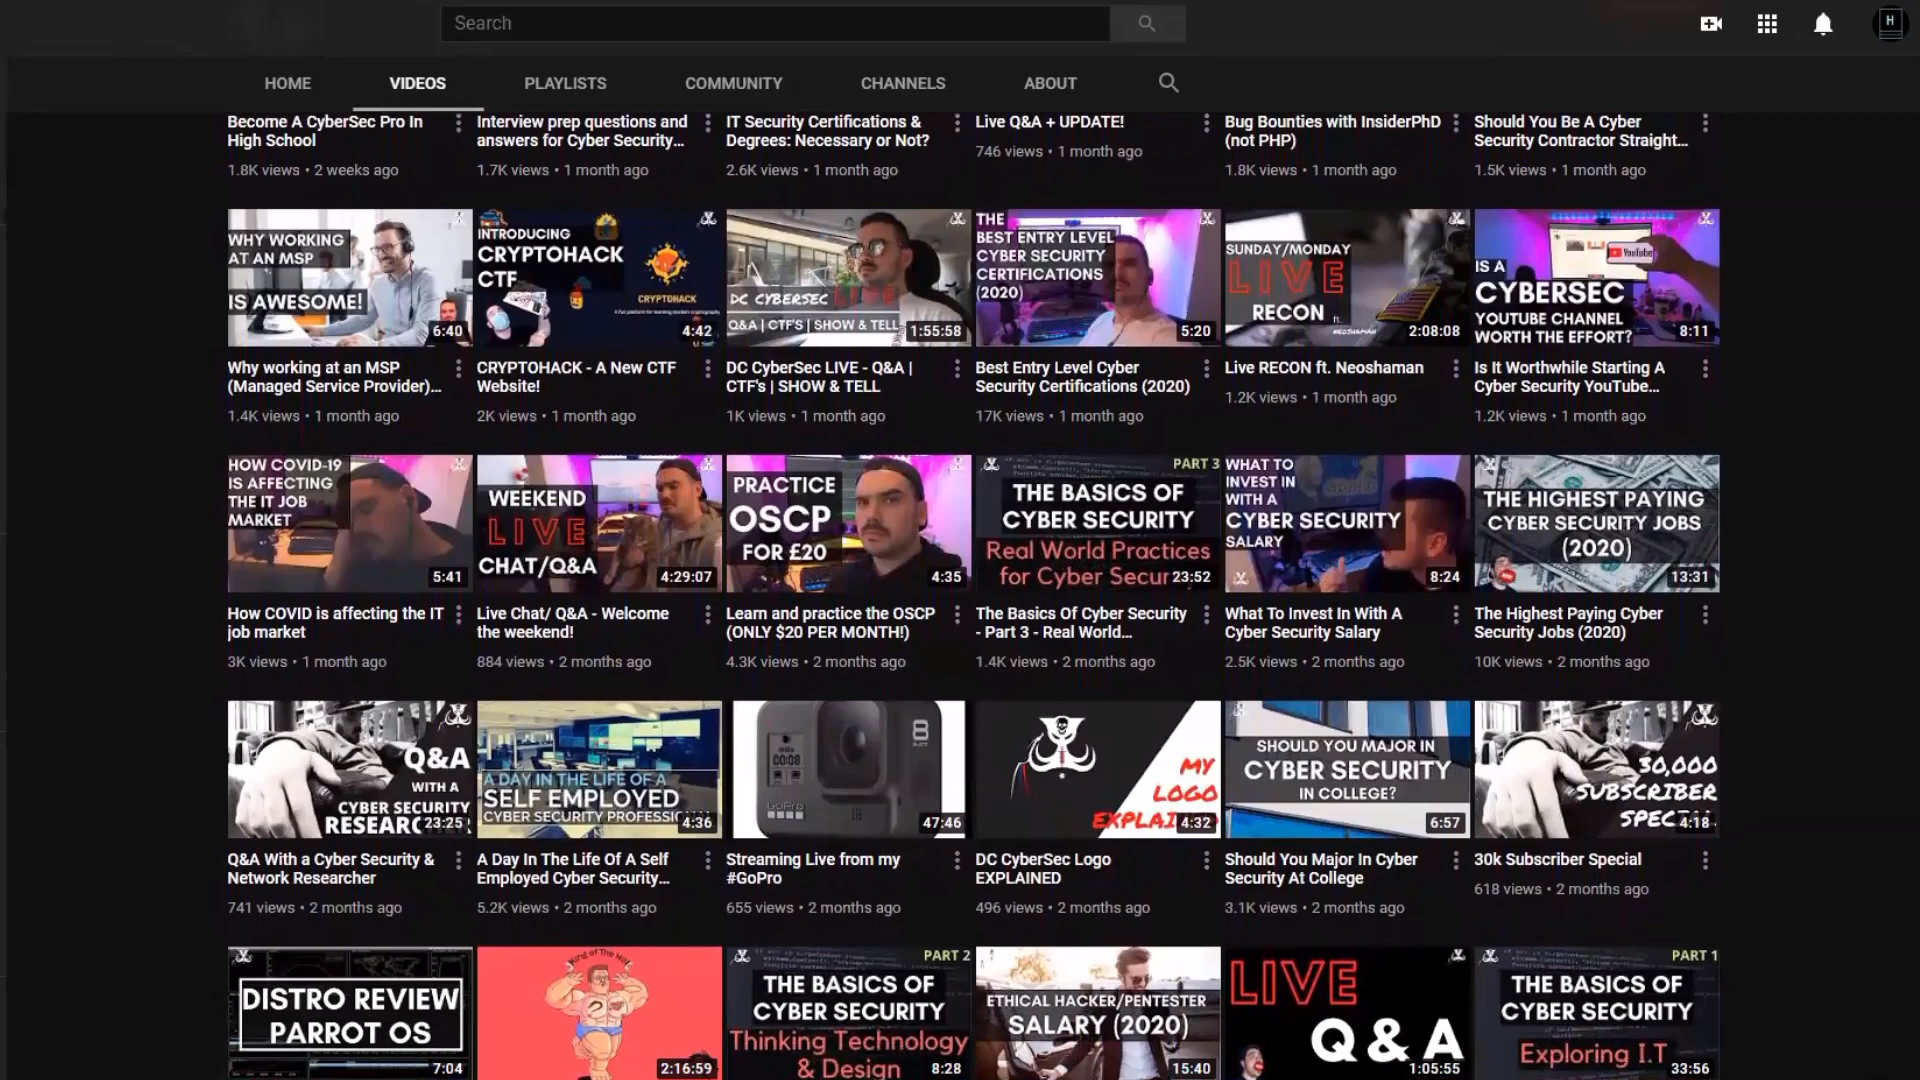 Search
H
HOME VIDEOS PLAYLISTS COMMUNITY CHANNELS ABOUT
Become A CyberSec Pro In
High School
1.8K views • 2 weeks ago
Interview prep questions and
answers for Cyber Security...
1.7K views • 1 month ago
IT Security Certifications &
Degrees: Necessary or Not?
2.6K views • 1 month ago
Live Q&A + UPDATE!
746 views • 1 month ago
Bug Bounties with InsiderPhD
(not PHP)
1.8K views • 1 month ago
Should You Be A Cyber
Security Contractor Straight...
1.5K views • 1 month ago
WHY WORKING
AT AN MSP
IS AWESOME!
6:40
Why working at an MSP
(Managed Service Provider)...
1.4K views • 1 month ago
INTRODUCING
CRYPTOHACK
CTF
CRYPTOHACK
A fun platform for learning modern cryptography
4:42
CRYPTOHACK - A New CTF
Website!
2K views • 1 month ago
DC CYBERSEC LIVE
Q&A | CTF'S | SHOW & TELL
1:55:58
DC CyberSec LIVE - Q&A |
CTF's | SHOW & TELL
1K views • 1 month ago
THE
BEST ENTRY LEVEL
CYBER SECURITY
CERTIFICATIONS
(2020)
5:20
Best Entry Level Cyber
Security Certifications (2020)
17K views • 1 month ago
SUNDAY/MONDAY
LIVE
RECON ft.
NEOSHAMAN
2:08:08
Live RECON ft. Neoshaman
1.2K views • 1 month ago
YouTube
IS A
CYBERSEC
YOUTUBE CHANNEL
WORTH THE EFFORT?
8:11
Is It Worthwhile Starting A
Cyber Security YouTube...
1.2K views • 1 month ago
HOW COVID-19
IS AFFECTING
THE IT JOB
MARKET
5:41
How COVID is affecting the IT
job market
3K views • 1 month ago
WEEKEND
LIVE
CHAT/Q&A
4:29:07
Live Chat/ Q&A - Welcome
the weekend!
884 views • 2 months ago
PRACTICE
OSCP
FOR £20
4:35
Learn and practice the OSCP
(ONLY $20 PER MONTH!)
4.3K views • 2 months ago
PART 3
THE BASICS OF
CYBER SECURITY
Real World Practices
for Cyber Secur
23:52
The Basics Of Cyber Security
- Part 3 - Real World...
1.4K views • 2 months ago
WHAT TO
INVEST IN
WITH A
CYBER SECURITY
SALARY
8:24
What To Invest In With A
Cyber Security Salary
2.5K views • 2 months ago
THE HIGHEST PAYING
CYBER SECURITY JOBS
(2020)
13:31
The Highest Paying Cyber
Security Jobs (2020)
10K views • 2 months ago
Q&A
WITH A
CYBER SECURITY
RESEARCHER
23:25
Q&A With a Cyber Security &
Network Researcher
741 views • 2 months ago
A DAY IN THE LIFE OF A
SELF EMPLOYED
CYBER SECURITY PROFESSI
4:36
A Day In The Life Of A Self
Employed Cyber Security...
5.2K views • 2 months ago
00:08
8
GoPro
47:46
Streaming Live from my
#GoPro
655 views • 2 months ago
MY
LOGO
EXPLAI
4:32
DC CyberSec Logo
EXPLAINED
496 views • 2 months ago
SHOULD YOU MAJOR IN
CYBER SECURITY
IN COLLEGE?
6:57
Should You Major In Cyber
Security At College
3.1K views • 2 months ago
30,000
SUBSCRIBER
SPECIAL
4:18
30k Subscriber Special
618 views • 2 months ago
DISTRO REVIEW
PARROT OS
7:04
King of The Hill
2:16:59
PART 2
THE BASICS OF
CYBER SECURITY
Thinking Technology
& Design
8:28
ETHICAL HACKER/PENTESTER
SALARY (2020)
15:40
LIVE
Q & A
1:05:55
PART 1
THE BASICS OF
CYBER SECURITY
Exploring I.T
33:56